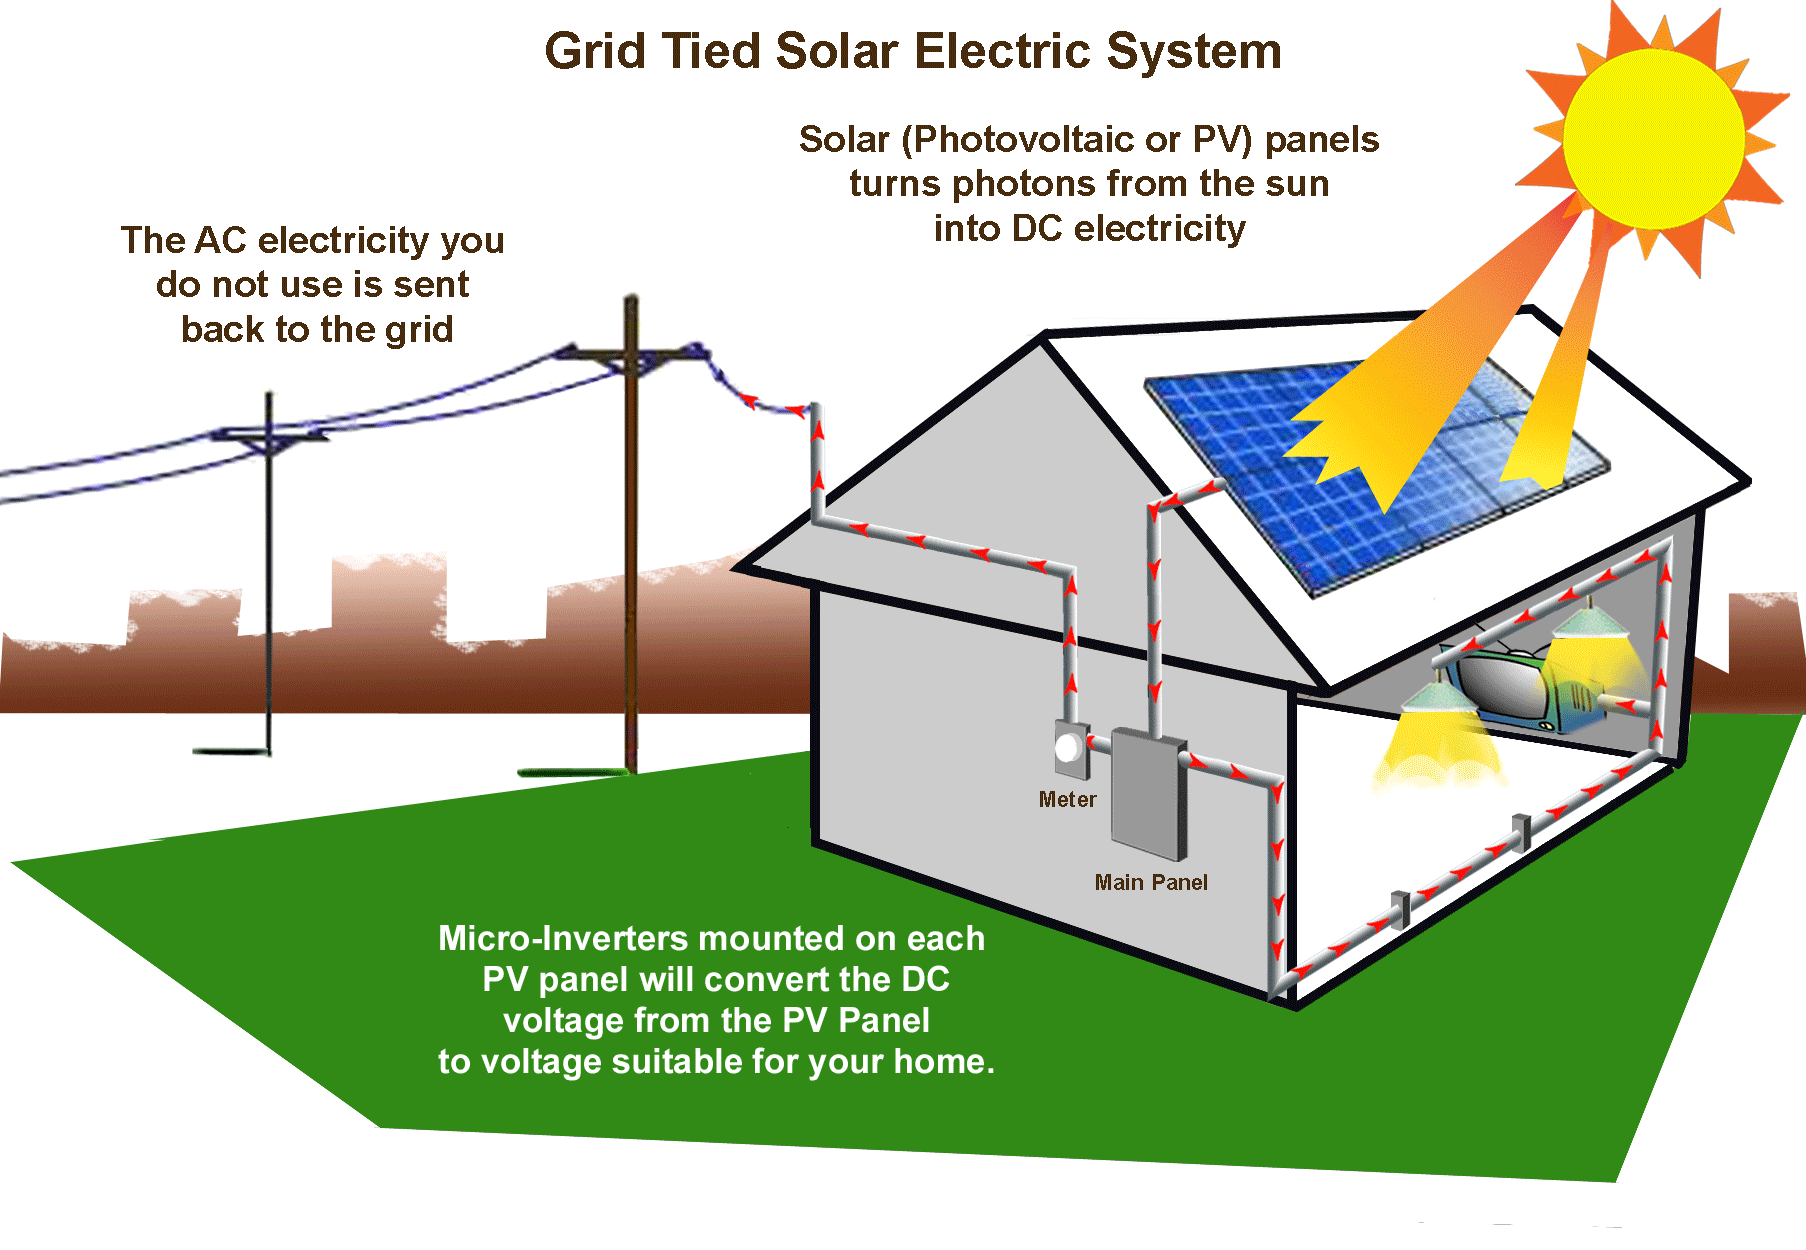 Grid Tied Solar Electric System
Solar (Photovoltaic or PV) panels
turns photons from the sun
into DC electricity
The AC electricity you
do not use is sent
back to the grid
Meter
Main Panel
Micro-Inverters mounted on each
PV panel will convert the DC
voltage from the PV Panel
to voltage suitable for your home.